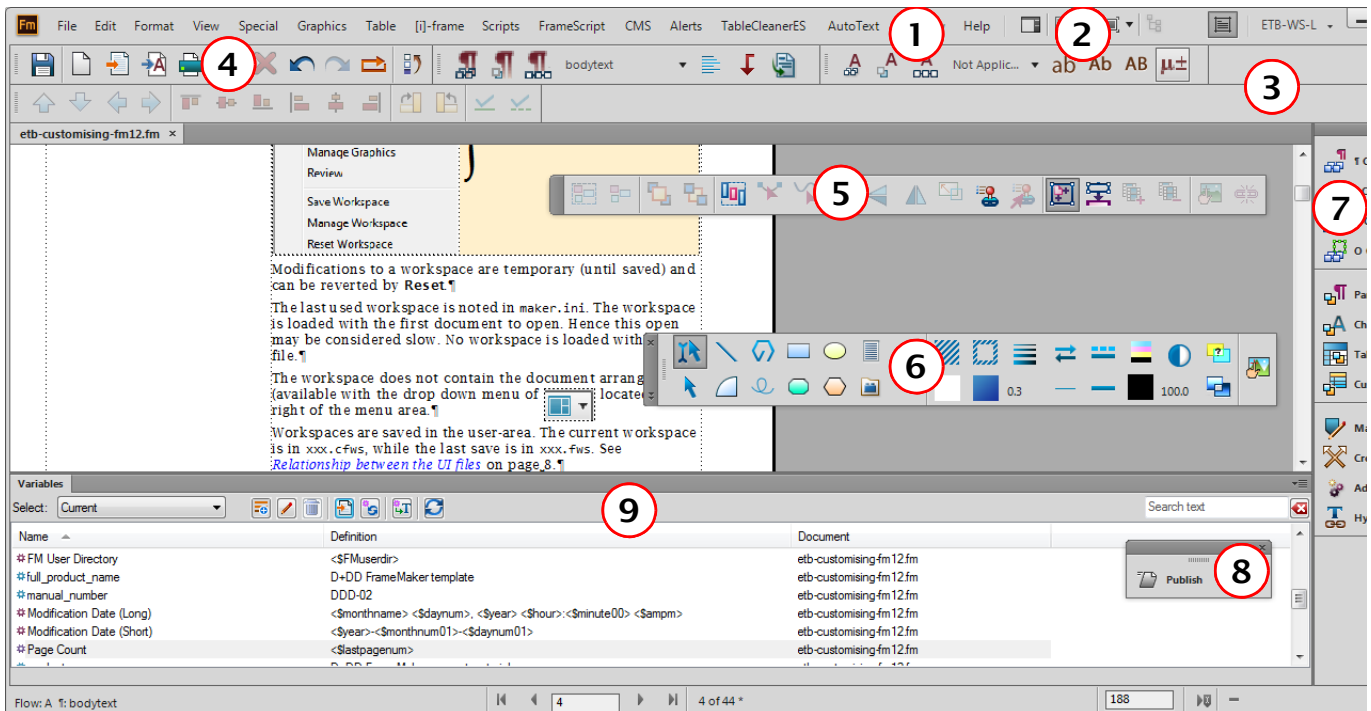 Fm File Edit Format View Special Graphics Table [i]-frame Scripts FrameScript CMS Alerts TableCleanerES AutoText 1 Help 2 ETB-WS-L
4 bodytext Not Applic... ab Ab AB µ±
3
etb-customising-fm12.fm ×
Manage Graphics
Review
Save Workspace
Manage Workspace
Reset Workspace
5
7
Modifications to a workspace are temporary (until saved) and
can be reverted by Reset.¶
The last used workspace is noted in maker.ini. The workspace
is loaded with the first document to open. Hence this open
may be considered slow. No workspace is loaded with
file.¶
The workspace does not contain the document arrang
(available with the drop down menu of locate
right of the menu area.¶
Workspaces are saved in the user-area. The current workspace
is in xxx.cfws, while the last save is in xxx.fws. See
Relationship between the UI files on page 8.¶
6
0.3 100.0
¶ C
O
Pa
Ch
Tal
Cu
Ma
Cre
Ad
Hy
Variables
Select: Current 9 Search text
Name Definition Document
FM User Directory <$FMuserdir> etb-customising-fm12.fm
full_product_name D+DD FrameMaker template etb-customising-fm12.fm
manual_number DDD-02 etb-customising-fm12.fm
Modification Date (Long) <$monthname> <$daynum>, <$year> <$hour>:<$minute00> <$ampm> etb-customising-fm12.fm
Modification Date (Short) <$year>-<$monthnum01>-<$daynum01> etb-customising-fm12.fm
Page Count <$lastpagenum> etb-customising-fm12.fm
Publish 8
Flow: A ¶: bodytext 4 4 of 44 * 188